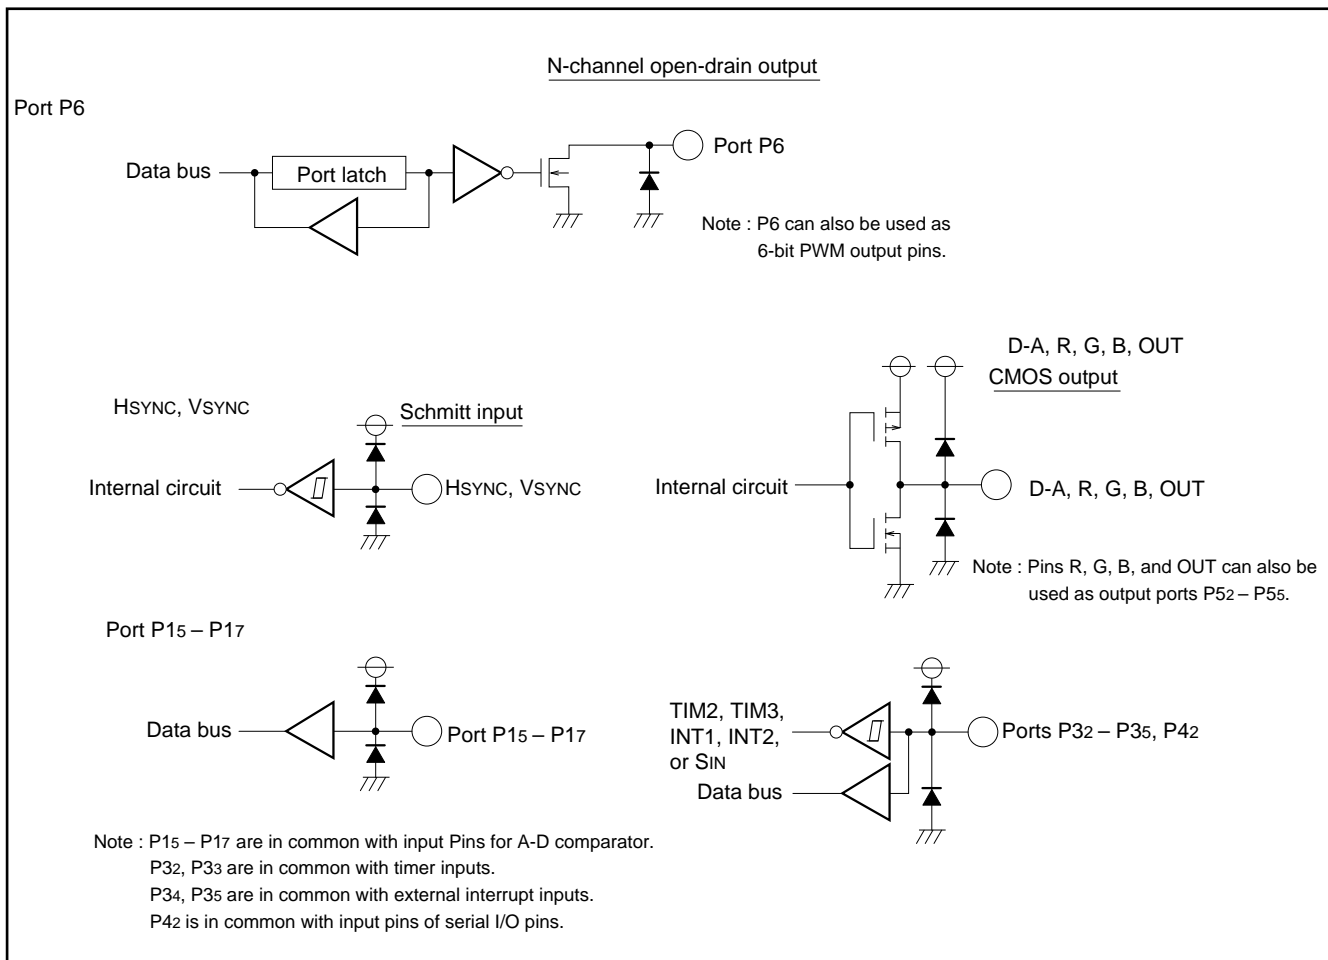 N-channel open-drain output
Port P6
Data bus
Port latch
Port P6
Note : P6 can also be used as
6-bit PWM output pins.
D-A, R, G, B, OUT
CMOS output
HSYNC, VSYNC
Schmitt input
Internal circuit
HSYNC, VSYNC
Internal circuit
D-A, R, G, B, OUT
Note : Pins R, G, B, and OUT can also be
used as output ports P52 – P55.
Port P15 – P17
Data bus
Port P15 – P17
TIM2, TIM3,
INT1, INT2,
or SIN
Data bus
Ports P32 – P35, P42
Note : P15 – P17 are in common with input Pins for A-D comparator.
P32, P33 are in common with timer inputs.
P34, P35 are in common with external interrupt inputs.
P42 is in common with input pins of serial I/O pins.